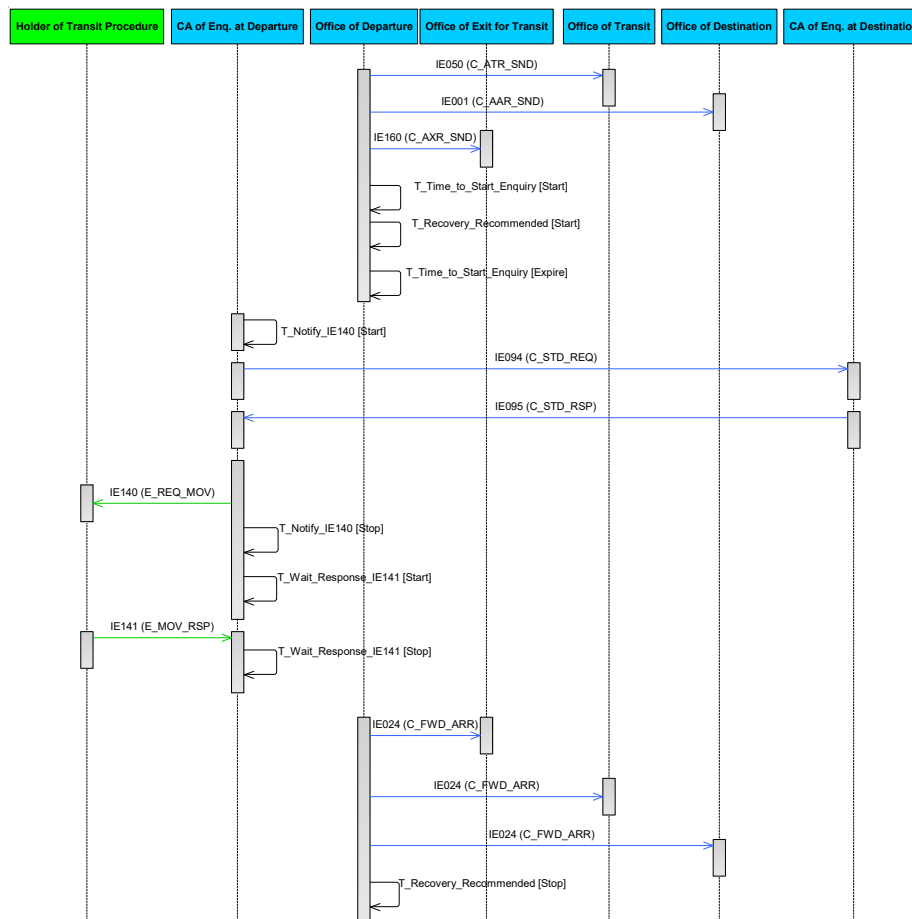 Holder of Transit Procedure
CA of Enq. at Departure
Office of Departure
Office of Exit for Transit
Office of Transit
Office of Destination
CA of Enq. at Destination
IE050 (C_ATR_SND)
IE001 (C_AAR_SND)
IE160 (C_AXR_SND)
T_Time_to_Start_Enquiry [Start]
T_Recovery_Recommended [Start]
T_Time_to_Start_Enquiry [Expire]
T_Notify_IE140 [Start]
IE094 (C_STD_REQ)
IE095 (C_STD_RSP)
IE140 (E_REQ_MOV)
T_Notify_IE140 [Stop]
T_Wait_Response_IE141 [Start]
IE141 (E_MOV_RSP)
T_Wait_Response_IE141 [Stop]
IE024 (C_FWD_ARR)
IE024 (C_FWD_ARR)
IE024 (C_FWD_ARR)
T_Recovery_Recommended [Stop]